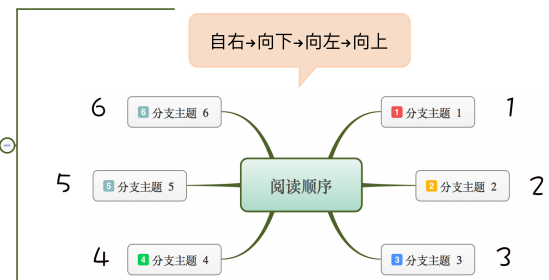 自右→向下→向左→向上
6
6 分支主题 6
1 分支主题 1
1
5
5 分支主题 5
阅读顺序
2 分支主题 2
2
4
4 分支主题 4
3 分支主题 3
3